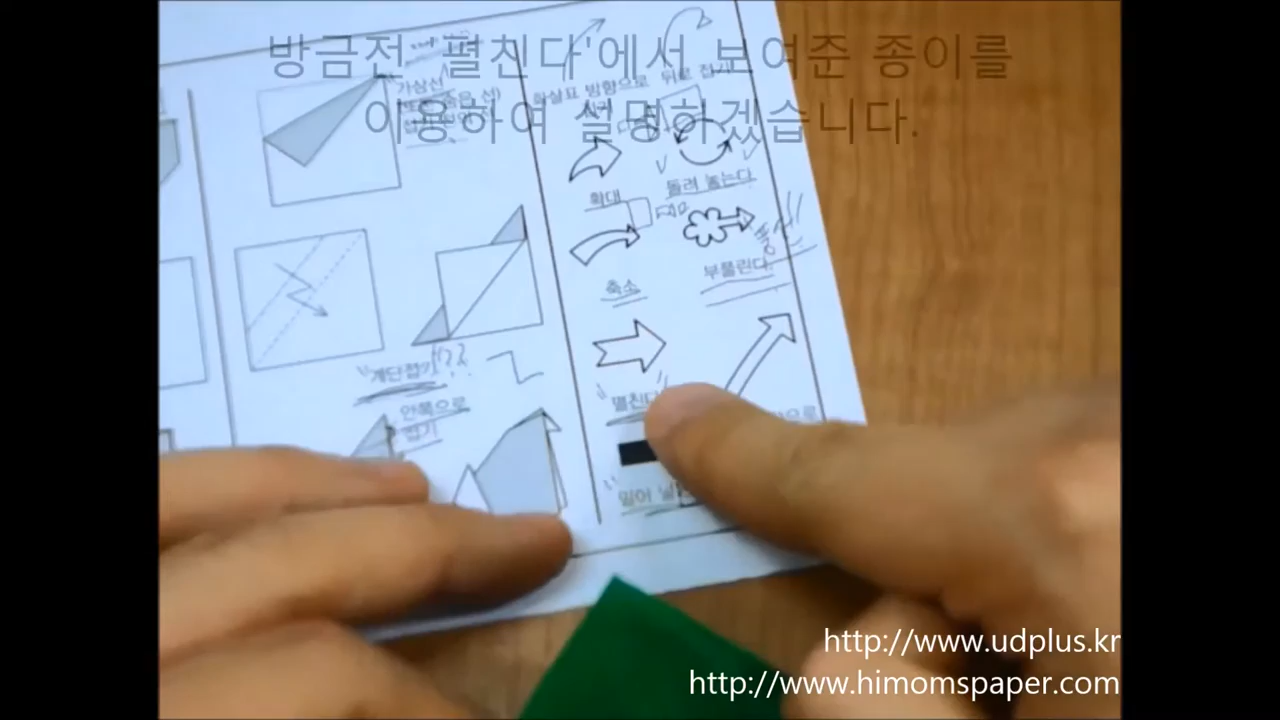 방금전 '펼친다'에서 보여준 종이를
이용하여 설명하겠습니다.
가상선
화살표 방향으로
뒤로 접기
확대
돌려 놓는다
축소
부풀린다
계단접기
??
안쪽으로
접기
펼친다
밀어
http://www.udplus.kr
http://www.himomspaper.com